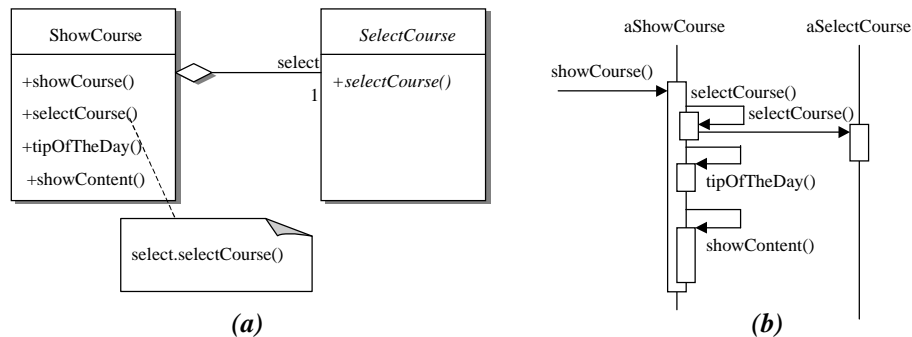 ShowCourse
+showCourse()
+selectCourse()
+tipOfTheDay()
+showContent()
select
1
SelectCourse
+selectCourse()
select.selectCourse()
(a)
aShowCourse
aSelectCourse
showCourse()
selectCourse()
selectCourse()
tipOfTheDay()
showContent()
(b)